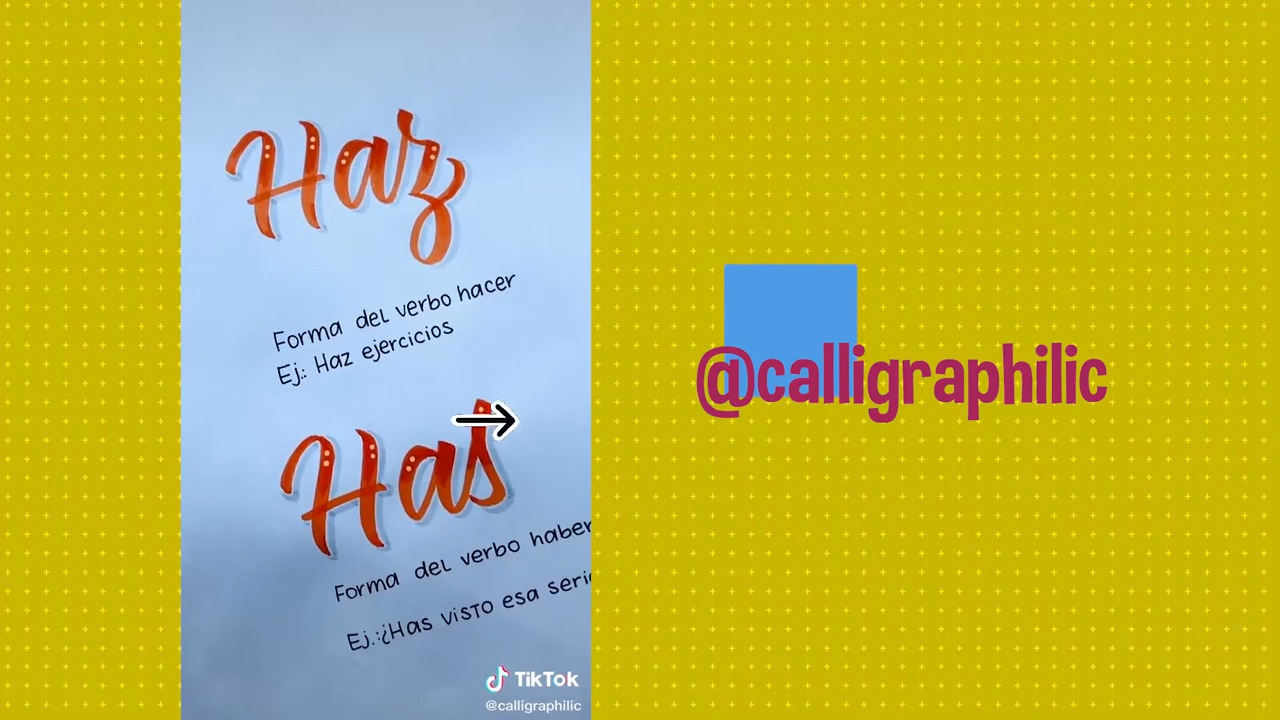 Haz
Forma del verbo hacer
Ej.: Haz ejercicios
Has
Forma del verbo haber
Ej.:¿Has visto esa
TikTok
@calligraphilic
@calligraphilic